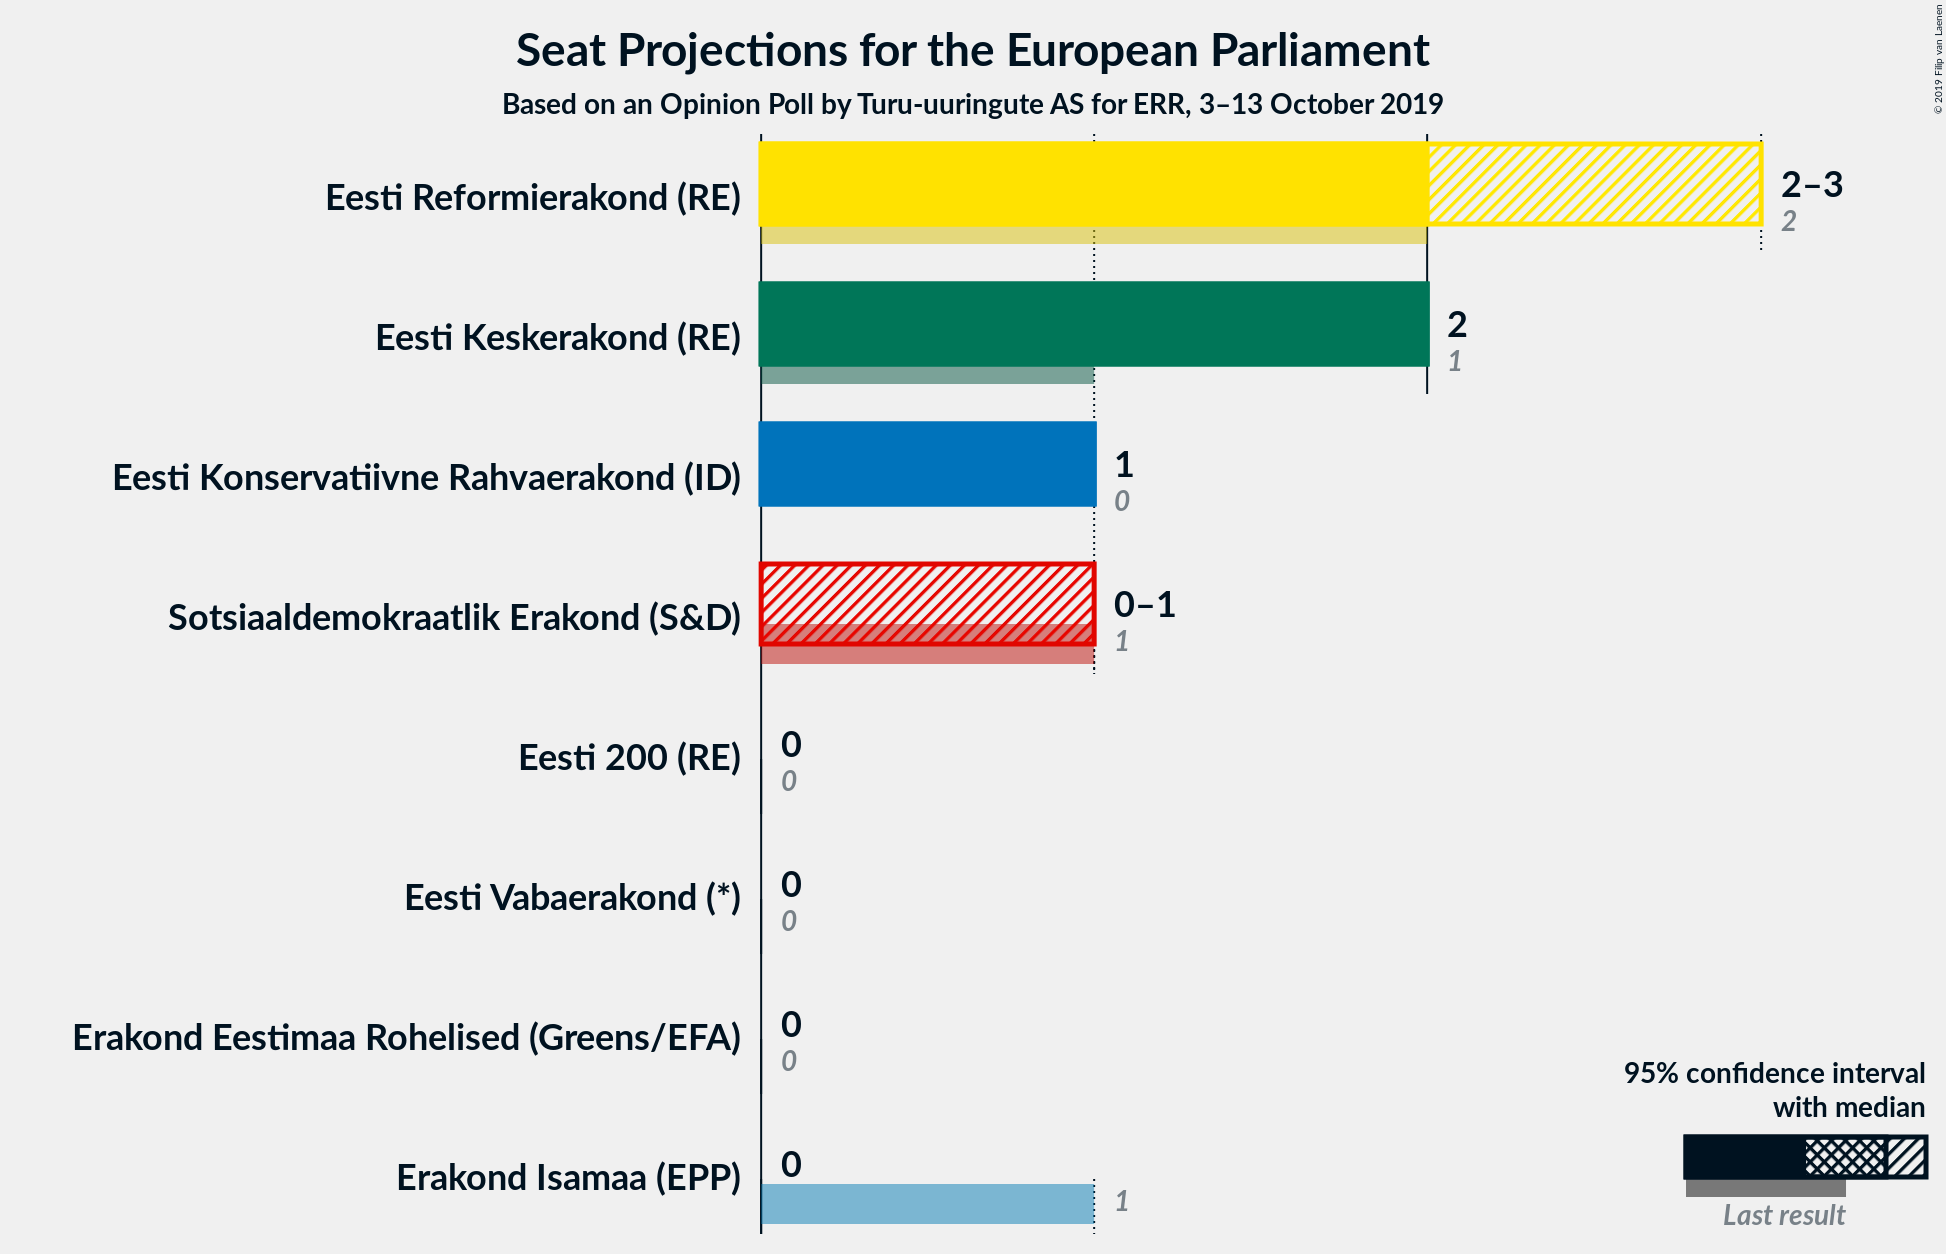 Seat Projections for the European Parliament
Based on an Opinion Poll by Turu-uuringute AS for ERR, 3–13 October 2019
© 2019 Filip van Laenen
Eesti Reformierakond (RE)
2–3
2
Eesti Keskerakond (RE)
2
1
Eesti Konservatiivne Rahvaerakond (ID)
1
0
Sotsiaaldemokraatlik Erakond (S&D)
0–1
1
Eesti 200 (RE)
0
0
Eesti Vabaerakond (*)
0
0
Erakond Eestimaa Rohelised (Greens/EFA)
0
0
Erakond Isamaa (EPP)
0
1
95% confidence interval
with median
Last result